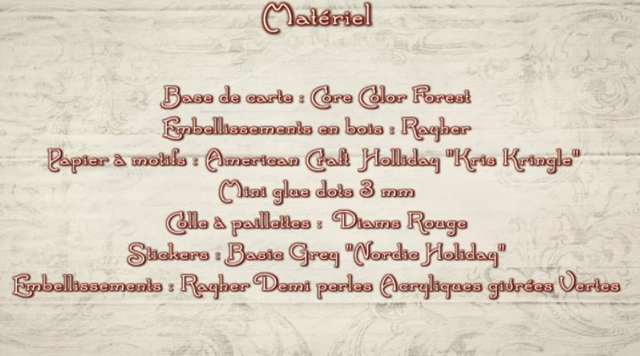 Matériel
Base de carte : Core Color Forest
Embellissements en bois : Rayher
Papier à motifs : American Craft Holliday "Kris Kringle"
Mini glue dots 3 mm
Colle à paillettes : Diams Rouge
Stickers : Basic Grey "Nordic Holiday"
Embellissements : Rayher Demi perles Acryliques givrées Vertes